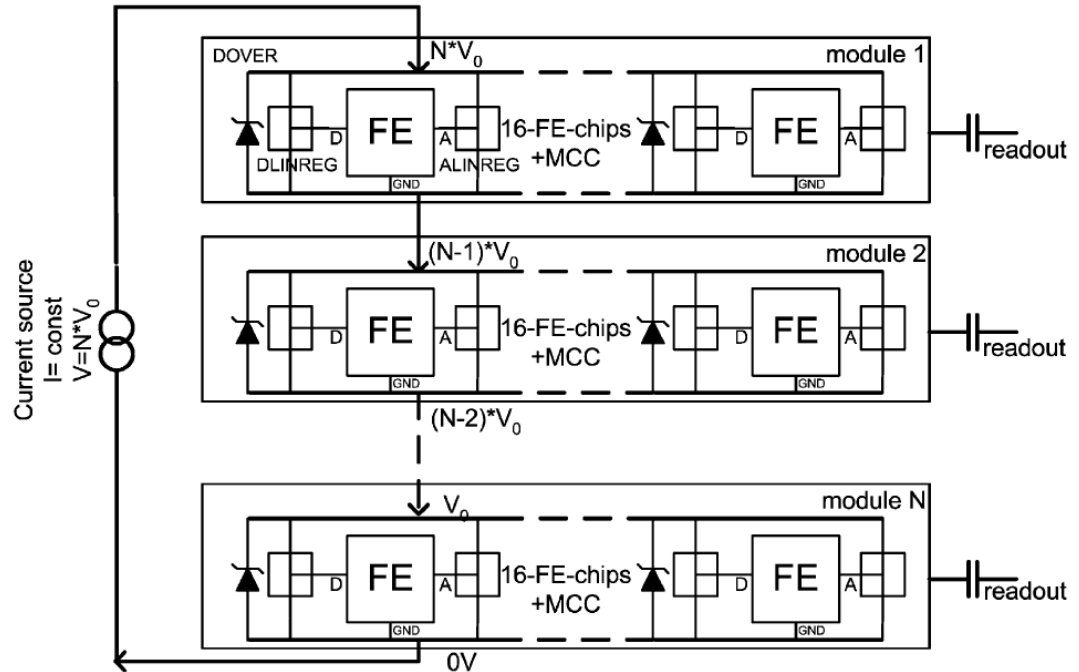 N*V₀
DOVER
module 1
D
FE
A
16-FE-chips
+MCC
D
FE
A
DLINREG
ALINREG
GND
GND
readout
(N-1)*V₀
module 2
D
FE
A
16-FE-chips
+MCC
D
FE
A
GND
GND
readout
Current source
I= const
V=N*V₀
(N-2)*V₀
V₀
module N
D
FE
A
16-FE-chips
+MCC
D
FE
A
GND
GND
readout
0V